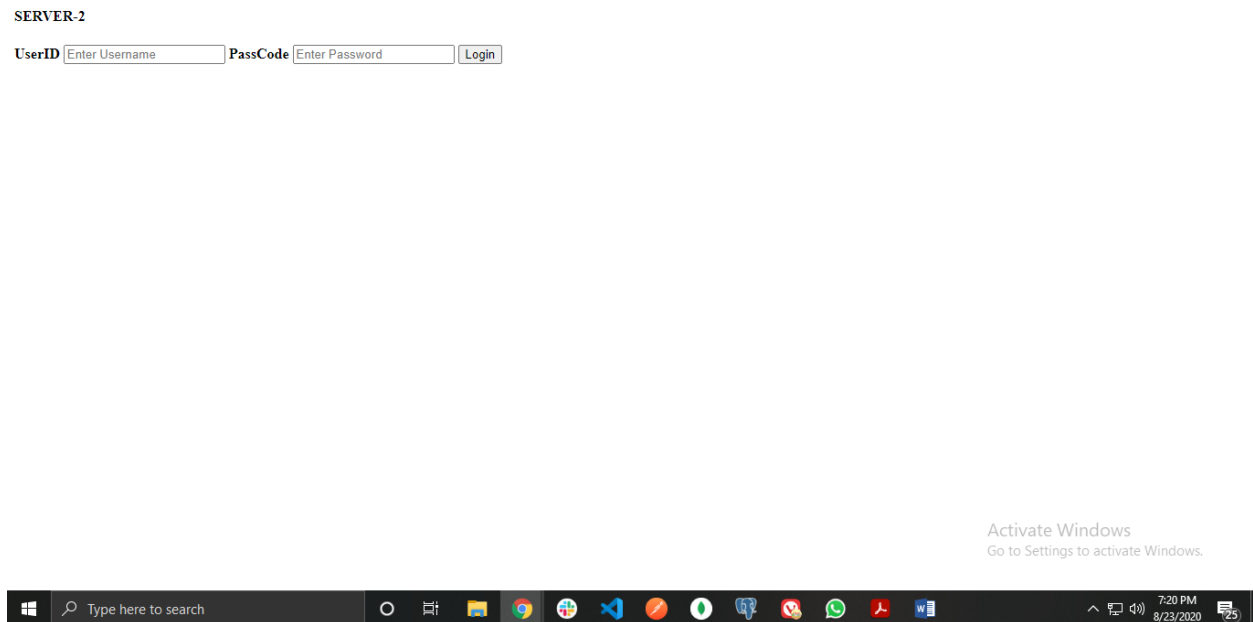 SERVER-2
UserID Enter Username PassCode Enter Password Login
Activate Windows
Go to Settings to activate Windows.
Type here to search
7:20 PM
8/23/2020
25